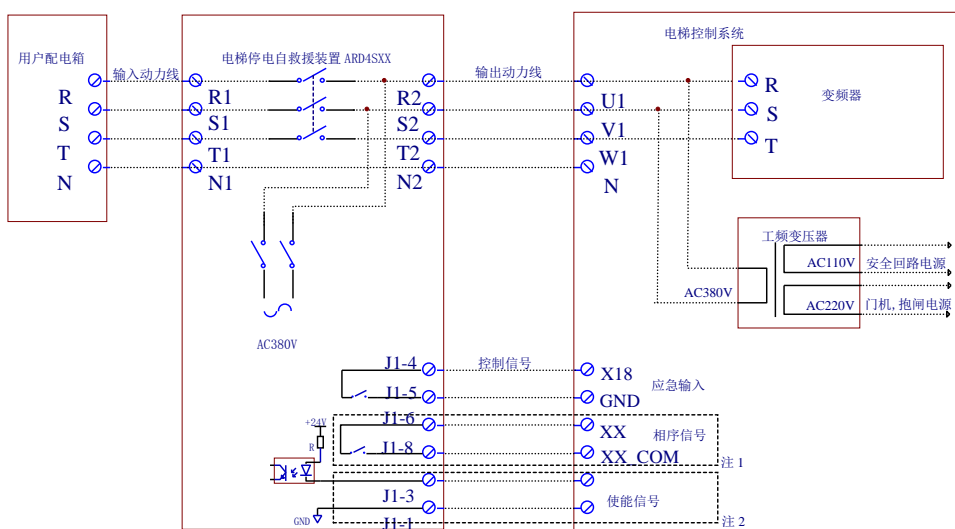 用户配电箱
R
S
T
N
输入动力线
电梯停电自救援装置 ARD4SXX
R1
S1
T1
N1
R2
S2
T2
N2
AC380V
输出动力线
电梯控制系统
U1
V1
W1
N
变频器
R
S
T
工频变压器
AC380V
AC110V
安全回路电源
AC220V
门机,抱闸电源
J1-4
控制信号
X18
应急输入
J1-5
GND
J1-6
XX
相序信号
J1-8
XX_COM
注 1
+24V
R
J1-3
使能信号
GND
J1-1
注 2